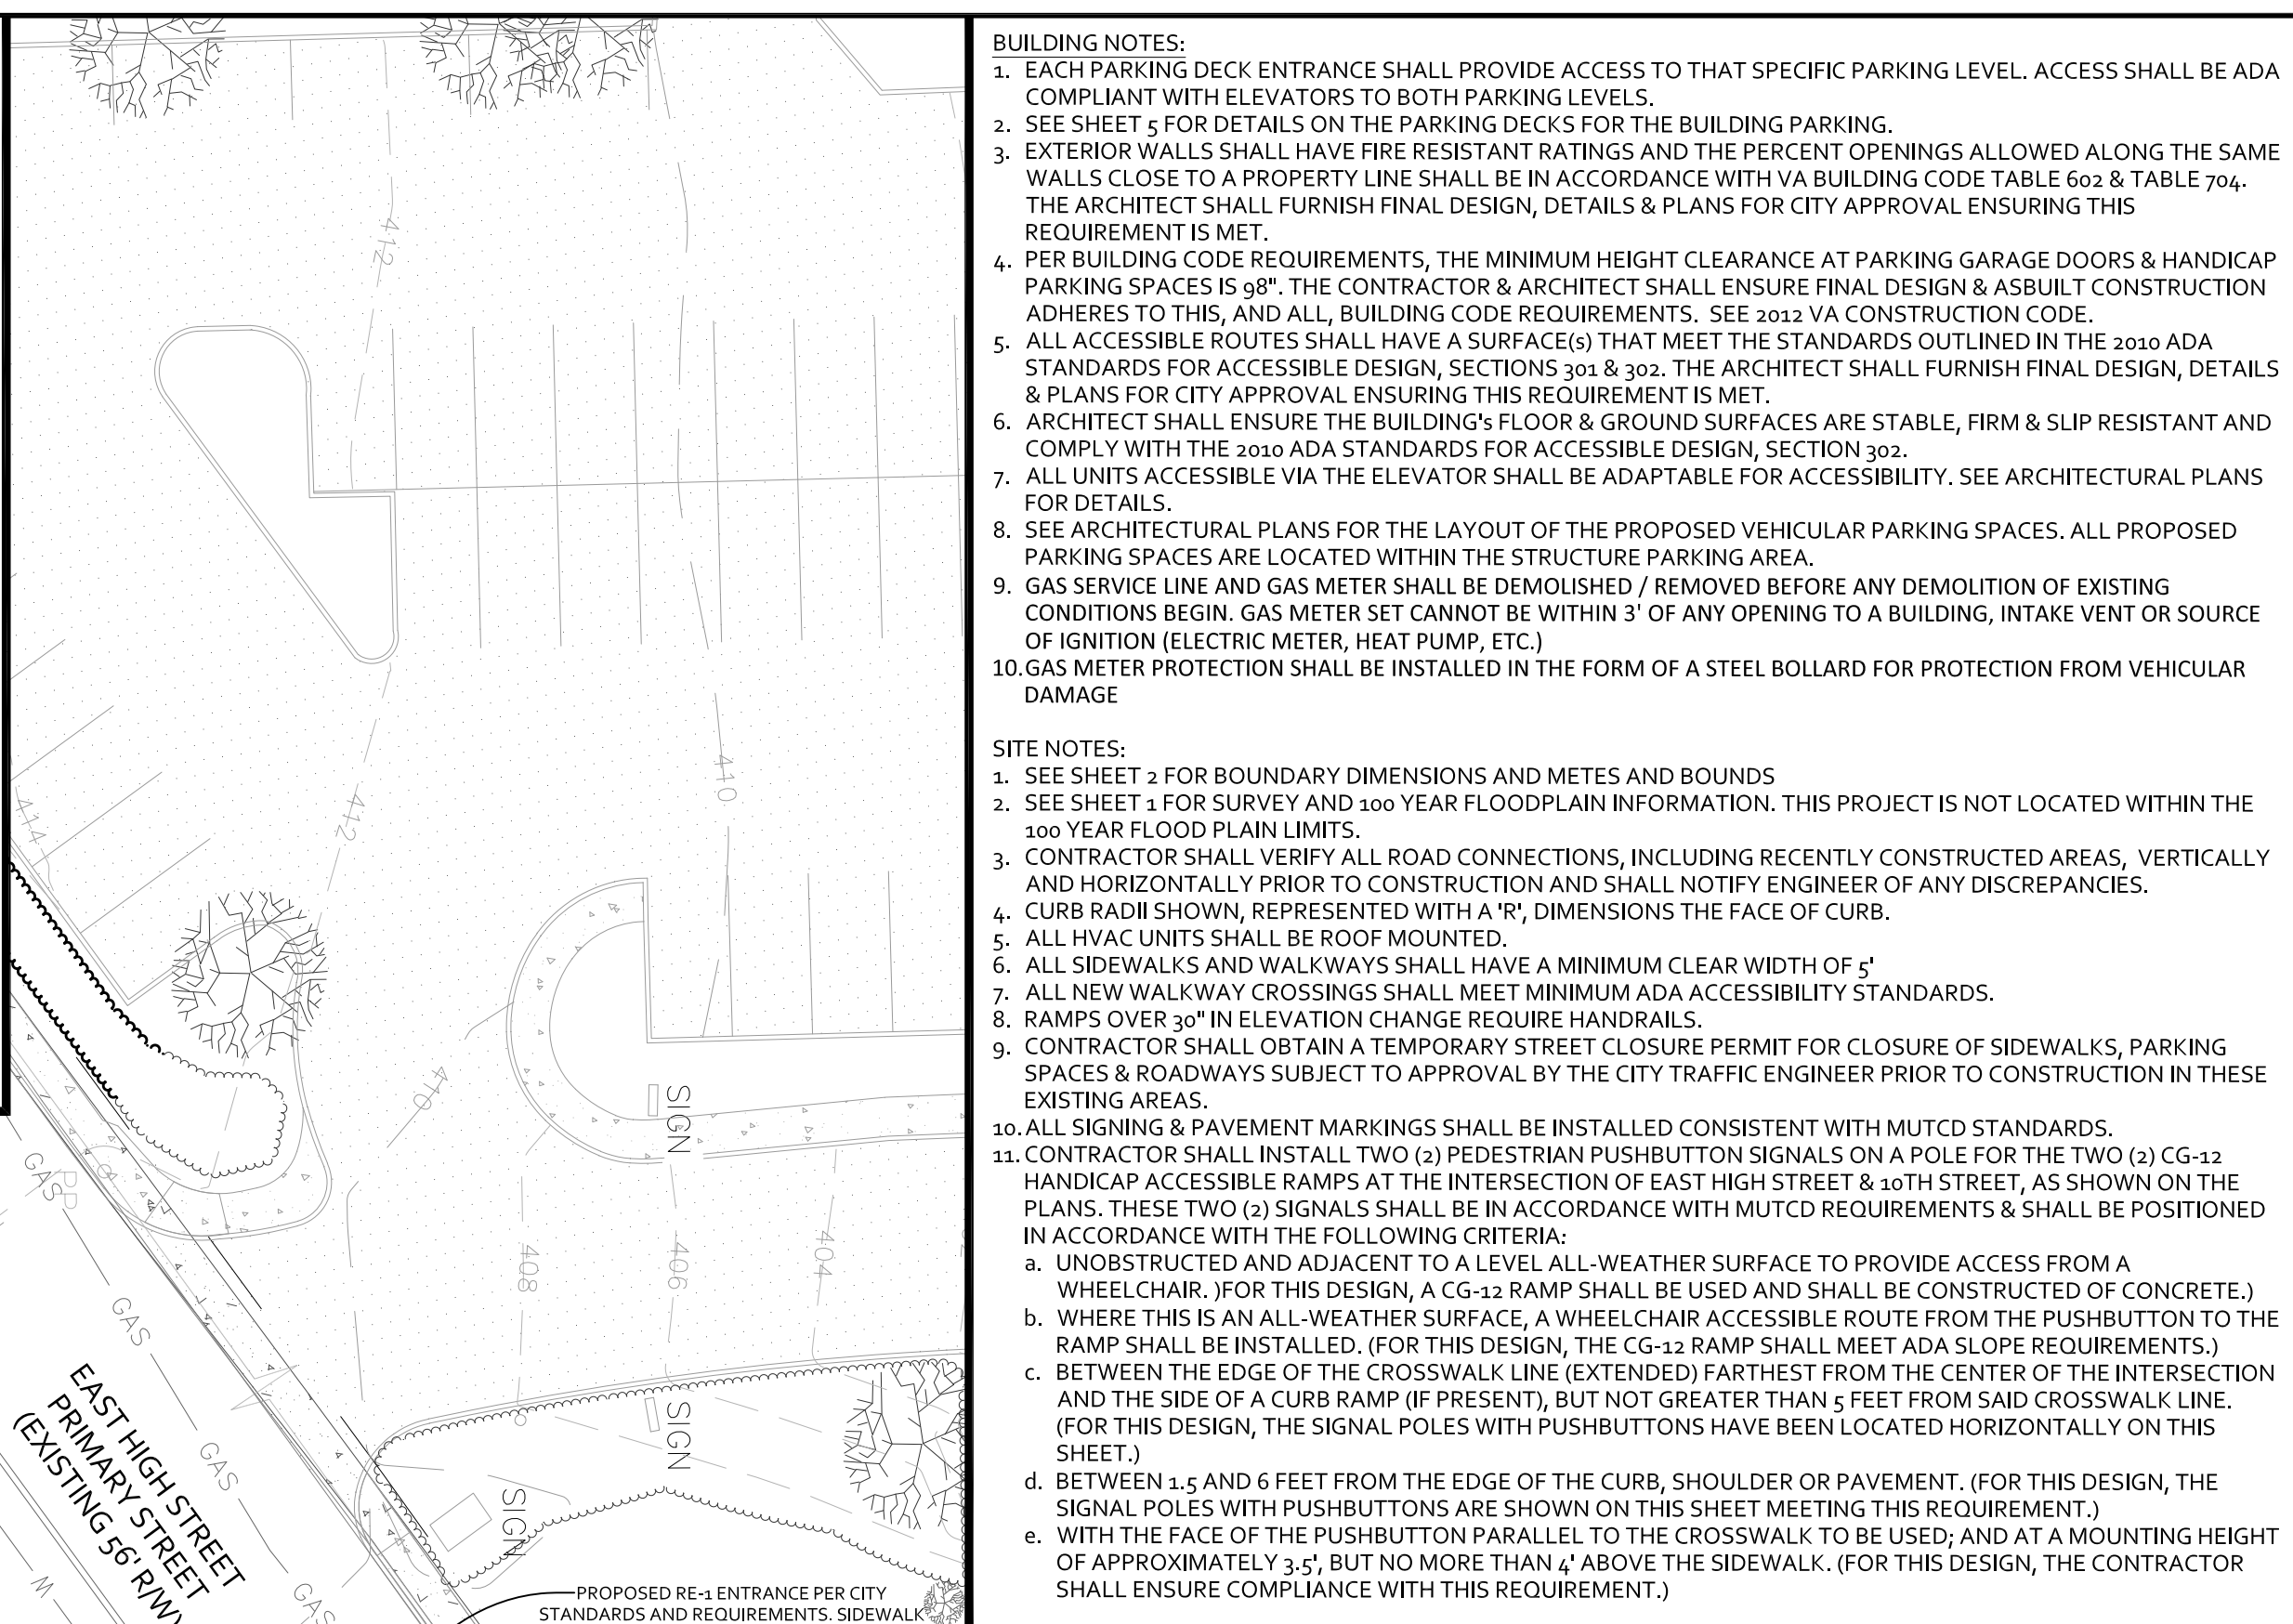 BUILDING NOTES:
1. EACH PARKING DECK ENTRANCE SHALL PROVIDE ACCESS TO THAT SPECIFIC PARKING LEVEL. ACCESS SHALL BE ADA
COMPLIANT WITH ELEVATORS TO BOTH PARKING LEVELS.
2. SEE SHEET 5 FOR DETAILS ON THE PARKING DECKS FOR THE BUILDING PARKING.
3. EXTERIOR WALLS SHALL HAVE FIRE RESISTANT RATINGS AND THE PERCENT OPENINGS ALLOWED ALONG THE SAME
WALLS CLOSE TO A PROPERTY LINE SHALL BE IN ACCORDANCE WITH VA BUILDING CODE TABLE 602 & TABLE 704.
THE ARCHITECT SHALL FURNISH FINAL DESIGN, DETAILS & PLANS FOR CITY APPROVAL ENSURING THIS
REQUIREMENT IS MET.
4. PER BUILDING CODE REQUIREMENTS, THE MINIMUM HEIGHT CLEARANCE AT PARKING GARAGE DOORS & HANDICAP
PARKING SPACES IS 98". THE CONTRACTOR & ARCHITECT SHALL ENSURE FINAL DESIGN & ASBUILT CONSTRUCTION
ADHERES TO THIS, AND ALL, BUILDING CODE REQUIREMENTS. SEE 2012 VA CONSTRUCTION CODE.
5. ALL ACCESSIBLE ROUTES SHALL HAVE A SURFACE(s) THAT MEET THE STANDARDS OUTLINED IN THE 2010 ADA
STANDARDS FOR ACCESSIBLE DESIGN, SECTIONS 301 & 302. THE ARCHITECT SHALL FURNISH FINAL DESIGN, DETAILS
& PLANS FOR CITY APPROVAL ENSURING THIS REQUIREMENT IS MET.
6. ARCHITECT SHALL ENSURE THE BUILDING's FLOOR & GROUND SURFACES ARE STABLE, FIRM & SLIP RESISTANT AND
COMPLY WITH THE 2010 ADA STANDARDS FOR ACCESSIBLE DESIGN, SECTION 302.
7. ALL UNITS ACCESSIBLE VIA THE ELEVATOR SHALL BE ADAPTABLE FOR ACCESSIBILITY. SEE ARCHITECTURAL PLANS
FOR DETAILS.
8. SEE ARCHITECTURAL PLANS FOR THE LAYOUT OF THE PROPOSED VEHICULAR PARKING SPACES. ALL PROPOSED
PARKING SPACES ARE LOCATED WITHIN THE STRUCTURE PARKING AREA.
9. GAS SERVICE LINE AND GAS METER SHALL BE DEMOLISHED / REMOVED BEFORE ANY DEMOLITION OF EXISTING
CONDITIONS BEGIN. GAS METER SET CANNOT BE WITHIN 3' OF ANY OPENING TO A BUILDING, INTAKE VENT OR SOURCE
OF IGNITION (ELECTRIC METER, HEAT PUMP, ETC.)
10. GAS METER PROTECTION SHALL BE INSTALLED IN THE FORM OF A STEEL BOLLARD FOR PROTECTION FROM VEHICULAR
DAMAGE
SITE NOTES:
1. SEE SHEET 2 FOR BOUNDARY DIMENSIONS AND METES AND BOUNDS
2. SEE SHEET 1 FOR SURVEY AND 100 YEAR FLOODPLAIN INFORMATION. THIS PROJECT IS NOT LOCATED WITHIN THE
100 YEAR FLOOD PLAIN LIMITS.
3. CONTRACTOR SHALL VERIFY ALL ROAD CONNECTIONS, INCLUDING RECENTLY CONSTRUCTED AREAS, VERTICALLY
AND HORIZONTALLY PRIOR TO CONSTRUCTION AND SHALL NOTIFY ENGINEER OF ANY DISCREPANCIES.
4. CURB RADII SHOWN, REPRESENTED WITH A 'R', DIMENSIONS THE FACE OF CURB.
5. ALL HVAC UNITS SHALL BE ROOF MOUNTED.
6. ALL SIDEWALKS AND WALKWAYS SHALL HAVE A MINIMUM CLEAR WIDTH OF 5'
7. ALL NEW WALKWAY CROSSINGS SHALL MEET MINIMUM ADA ACCESSIBILITY STANDARDS.
8. RAMPS OVER 30" IN ELEVATION CHANGE REQUIRE HANDRAILS.
9. CONTRACTOR SHALL OBTAIN A TEMPORARY STREET CLOSURE PERMIT FOR CLOSURE OF SIDEWALKS, PARKING
SPACES & ROADWAYS SUBJECT TO APPROVAL BY THE CITY TRAFFIC ENGINEER PRIOR TO CONSTRUCTION IN THESE
EXISTING AREAS.
10. ALL SIGNING & PAVEMENT MARKINGS SHALL BE INSTALLED CONSISTENT WITH MUTCD STANDARDS.
11. CONTRACTOR SHALL INSTALL TWO (2) PEDESTRIAN PUSHBUTTON SIGNALS ON A POLE FOR THE TWO (2) CG-12
HANDICAP ACCESSIBLE RAMPS AT THE INTERSECTION OF EAST HIGH STREET & 10TH STREET, AS SHOWN ON THE
PLANS. THESE TWO (2) SIGNALS SHALL BE IN ACCORDANCE WITH MUTCD REQUIREMENTS & SHALL BE POSITIONED
IN ACCORDANCE WITH THE FOLLOWING CRITERIA:
a. UNOBSTRUCTED AND ADJACENT TO A LEVEL ALL-WEATHER SURFACE TO PROVIDE ACCESS FROM A
WHEELCHAIR. )FOR THIS DESIGN, A CG-12 RAMP SHALL BE USED AND SHALL BE CONSTRUCTED OF CONCRETE.)
b. WHERE THIS IS AN ALL-WEATHER SURFACE, A WHEELCHAIR ACCESSIBLE ROUTE FROM THE PUSHBUTTON TO THE
RAMP SHALL BE INSTALLED. (FOR THIS DESIGN, THE CG-12 RAMP SHALL MEET ADA SLOPE REQUIREMENTS.)
c. BETWEEN THE EDGE OF THE CROSSWALK LINE (EXTENDED) FARTHEST FROM THE CENTER OF THE INTERSECTION
AND THE SIDE OF A CURB RAMP (IF PRESENT), BUT NOT GREATER THAN 5 FEET FROM SAID CROSSWALK LINE.
(FOR THIS DESIGN, THE SIGNAL POLES WITH PUSHBUTTONS HAVE BEEN LOCATED HORIZONTALLY ON THIS
SHEET.)
d. BETWEEN 1.5 AND 6 FEET FROM THE EDGE OF THE CURB, SHOULDER OR PAVEMENT. (FOR THIS DESIGN, THE
SIGNAL POLES WITH PUSHBUTTONS ARE SHOWN ON THIS SHEET MEETING THIS REQUIREMENT.)
e. WITH THE FACE OF THE PUSHBUTTON PARALLEL TO THE CROSSWALK TO BE USED; AND AT A MOUNTING HEIGHT
OF APPROXIMATELY 3.5', BUT NO MORE THAN 4' ABOVE THE SIDEWALK. (FOR THIS DESIGN, THE CONTRACTOR
SHALL ENSURE COMPLIANCE WITH THIS REQUIREMENT.)
412
410
414
412
410
SIGN
GAS
PP
408
406
404
GAS
SIGN
GAS
SIGN
EAST HIGH STREET
PRIMARY STREET
(EXISTING 56' R/W)
W
GAS
PROPOSED RE-1 ENTRANCE PER CITY
STANDARDS AND REQUIREMENTS. SIDEWALK